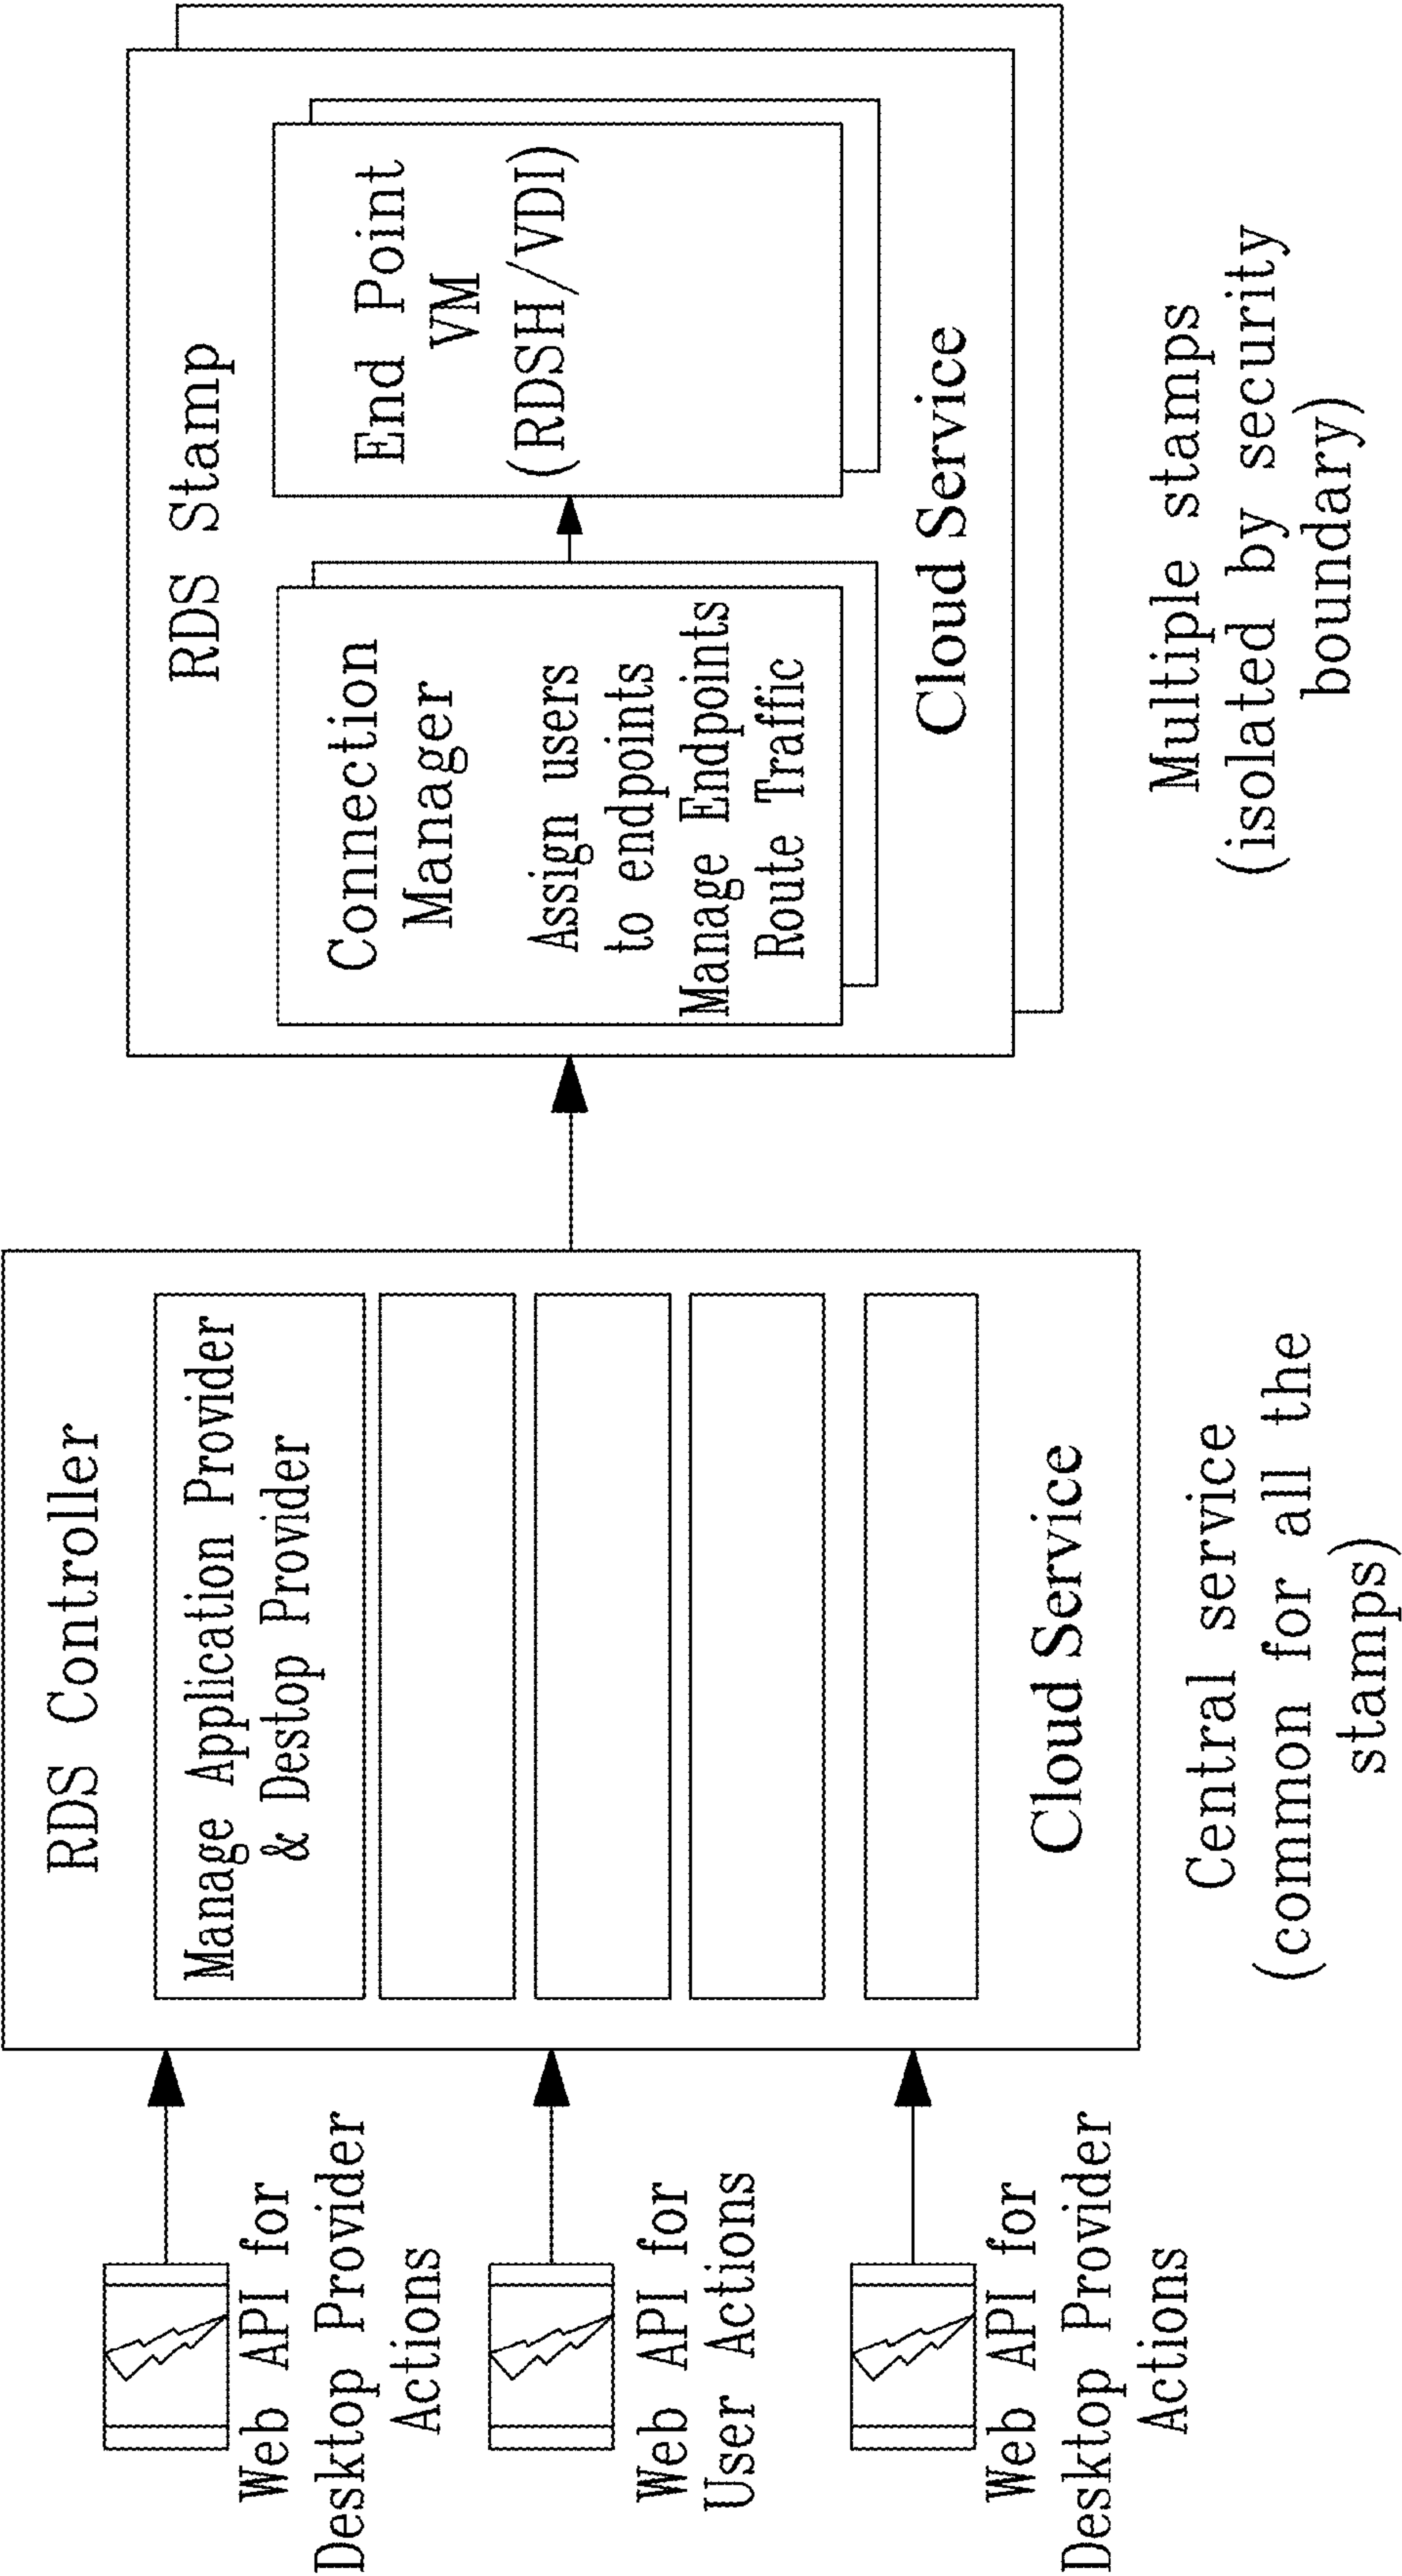 Web API for
Desktop Provider
Actions
Web API for
User Actions
Web API for
Desktop Provider
Actions
RDS Controller
Manage Application Provider
& Destop Provider
Cloud Service
Central service
(common for all the
stamps)
RDS Stamp
Connection
Manager
Assign users
to endpoints
Manage Endpoints
Route Traffic
End Point
VM
(RDSH/VDI)
Cloud Service
Multiple stamps
(isolated by security
boundary)